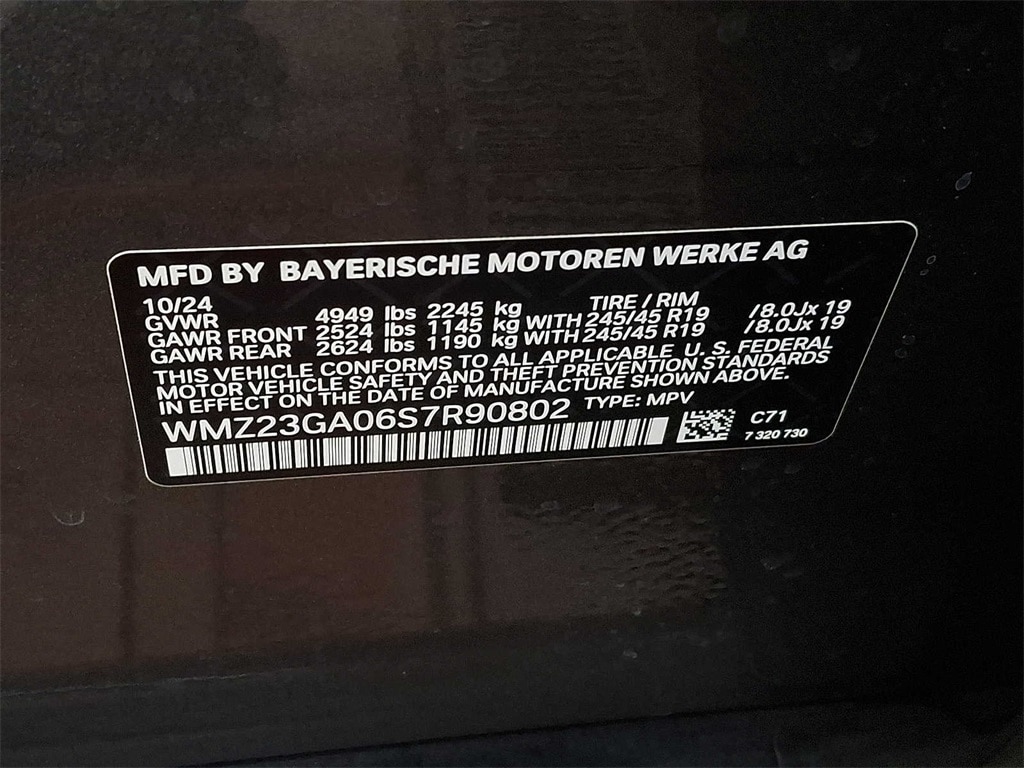 MFD BY BAYERISCHE MOTOREN WERKE AG
10/24 TIRE / RIM
GVWR 4949 lbs 2245 kg
GAWR FRONT 2524 lbs 1145 kg WITH 245/45 R19 /8.0Jx 19
GAWR REAR 2624 lbs 1190 kg WITH 245/45 R19 /8.0Jx 19
THIS VEHICLE CONFORMS TO ALL APPLICABLE U. S. FEDERAL
MOTOR VEHICLE SAFETY AND THEFT PREVENTION STANDARDS
IN EFFECT ON THE DATE OF MANUFACTURE SHOWN ABOVE.
WMZ23GA06S7R90802 TYPE: MPV
C71
7 320 730